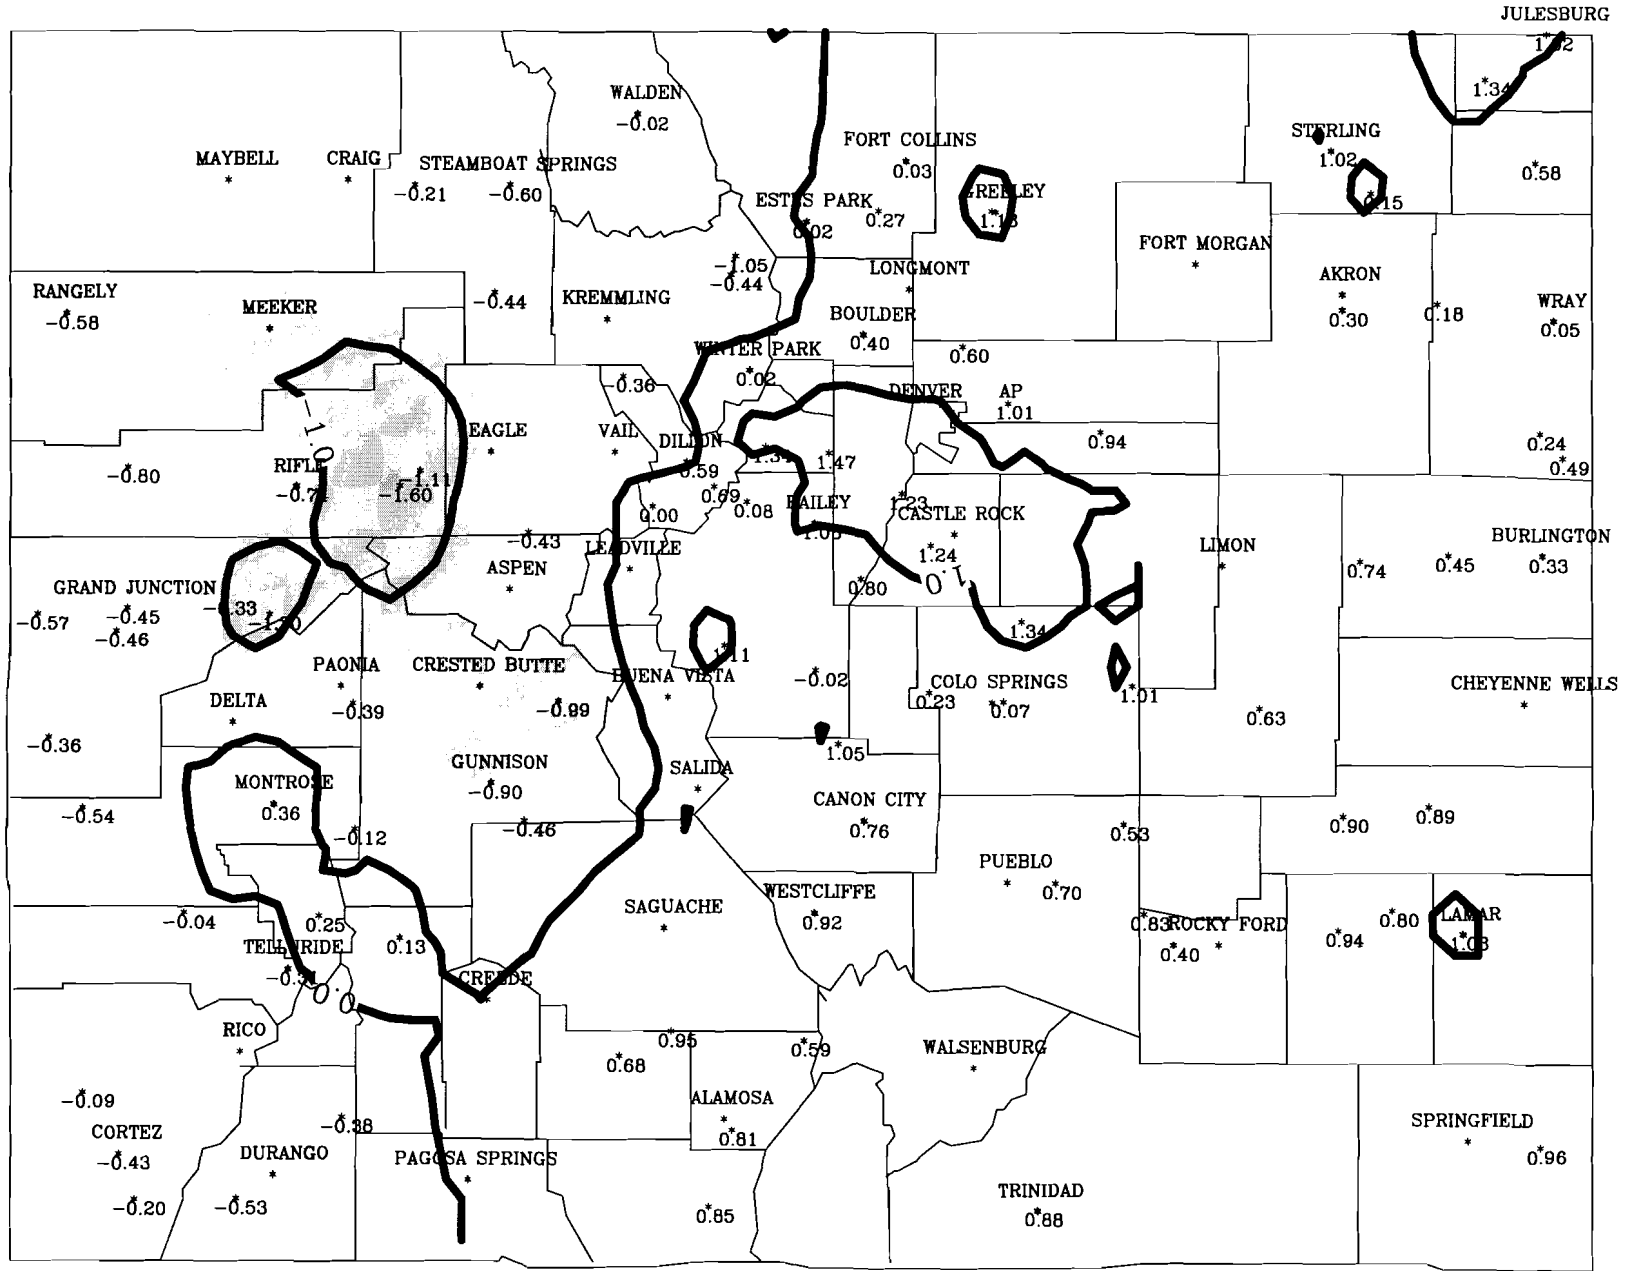 JULESBURG
WALDEN
-0.02
1.34
FORT COLLINS
0.03
STERLING
1.02
MAYBELL
CRAIG
STEAMBOAT SPRINGS
-0.21
-0.60
0.58
ESTES PARK
0.02
0.27
GREELEY
0.15
FORT MORGAN
-1.05
-0.44
LONGMONT
AKRON
0.30
0.18
WRAY
0.05
RANGELY
-0.58
MEEKER
-0.44
KREMMLING
BOULDER
0.40
WINTER PARK
0.02
0.60
-0.36
DENVER AP
1.01
0.94
-1.0
EAGLE
VAIL
DILLON
0.59
1.47
0.24
0.49
-0.80
RIFLE
-1.11
-1.60
0.69
0.00
0.08
BAILEY
1.23
CASTLE ROCK
1.24
-0.43
LEADVILLE
ASPEN
LIMON
BURLINGTON
0.33
0.45
0.74
GRAND JUNCTION
-0.57
-0.45
-0.46
0.80
1.0
1.34
PAONIA
-0.39
CRESTED BUTTE
-0.99
BUENA VISTA
-0.02
COLO SPRINGS
0.23
0.07
1.01
CHEYENNE WELLS
0.63
DELTA
-0.36
1.05
GUNNISON
-0.90
SALIDA
MONTROSE
0.36
-0.54
-0.12
-0.46
CANON CITY
0.76
0.53
0.90
0.89
PUEBLO
0.70
WESTCLIFFE
0.92
SAGUACHE
-0.04
0.25
TELLURIDE
0.13
0.83
ROCKY FORD
0.40
0.94
0.80
LAMAR
1.03
CREEDE
0.0
RICO
0.95
0.68
0.59
WALSENBURG
-0.09
ALAMOSA
0.81
CORTEZ
-0.43
-0.38
SPRINGFIELD
0.96
DURANGO
-0.53
-0.20
PAGOSA SPRINGS
0.85
TRINIDAD
0.88